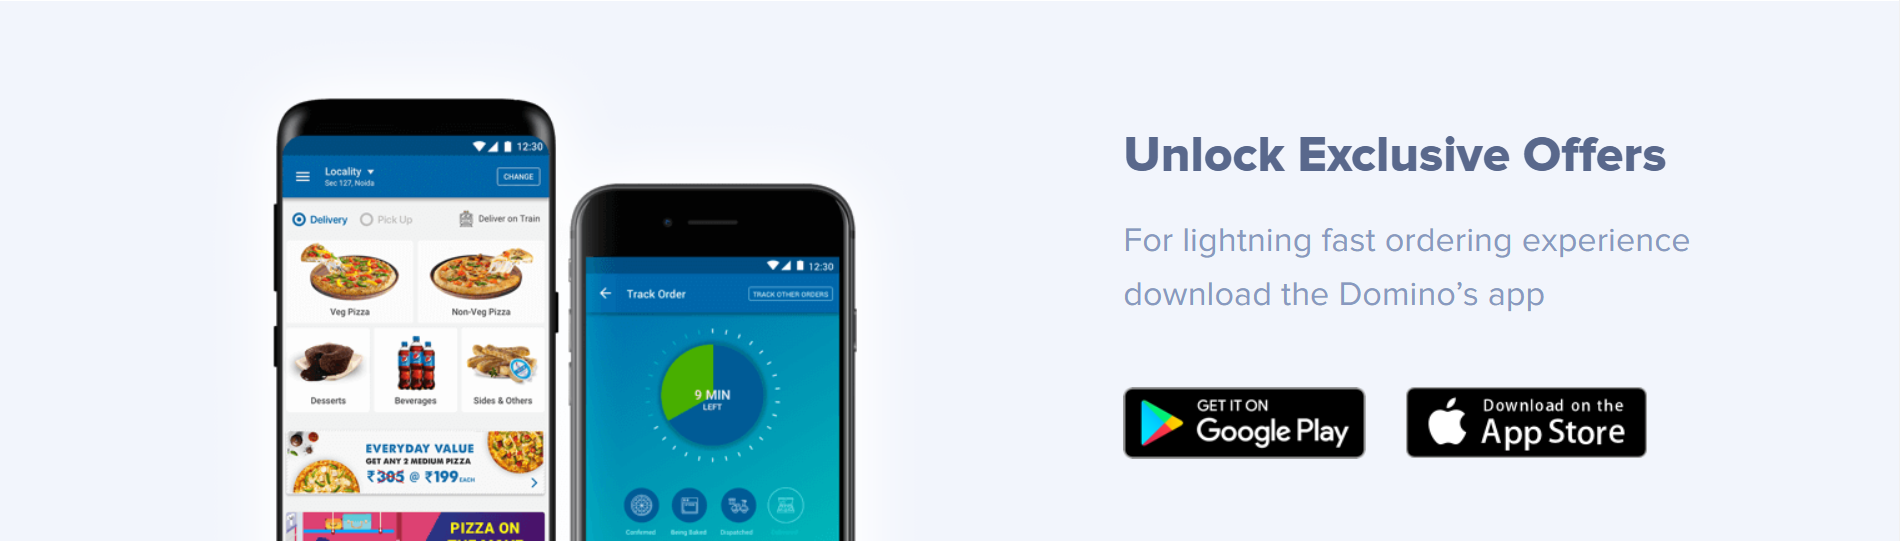 12:30
Locality
Sec 127, Noida
CHANGE
Delivery
Pick Up
Deliver on Train
Veg Pizza
Non-Veg Pizza
Desserts
Beverages
Sides & Others
EVERYDAY VALUE
GET ANY 2 MEDIUM PIZZA
₹305 @ ₹199 EACH
PIZZA ON
12:30
Track Order
TRACK OTHER ORDERS
9 MIN
LEFT
Confirmed
Being Baked
Dispatched
Unlock Exclusive Offers
For lightning fast ordering experience
download the Domino’s app
GET IT ON
Google Play
Download on the
App Store